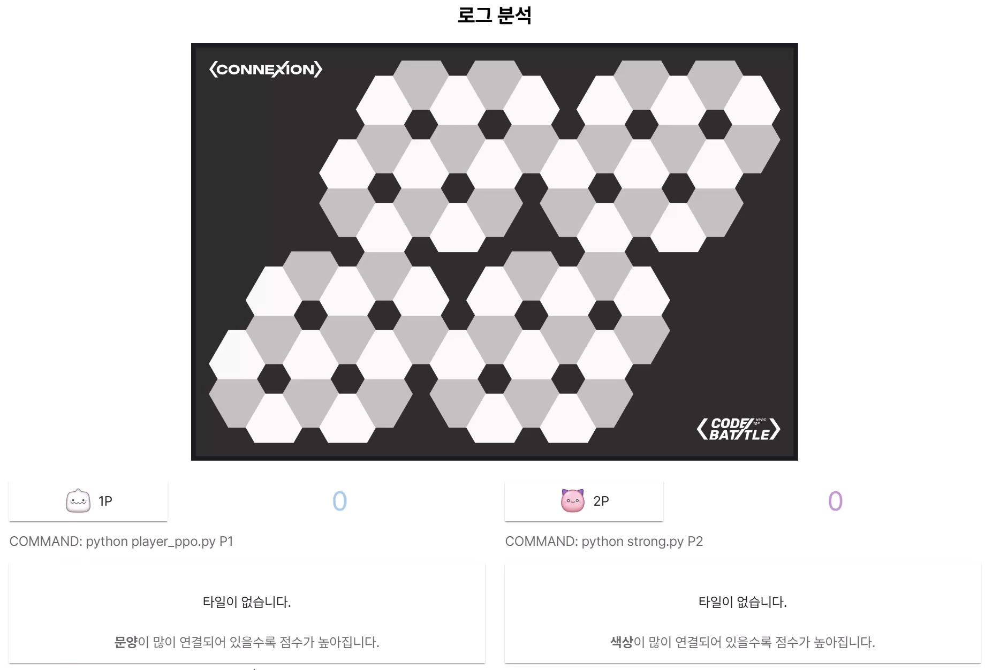 로그 분석
CONNEXION
CODE NYPC 10th
BATTLE
1P
0
2P
0
COMMAND: python player_ppo.py P1
COMMAND: python strong.py P2
타일이 없습니다.
타일이 없습니다.
문양이 많이 연결되어 있을수록 점수가 높아집니다.
색상이 많이 연결되어 있을수록 점수가 높아집니다.